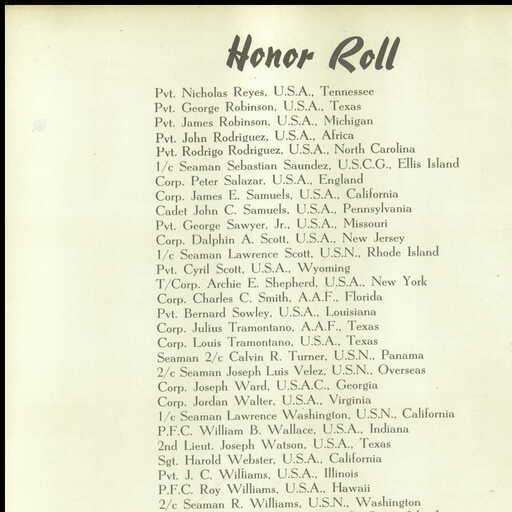 Honor Roll
Pvt. Nicholas Reyes, U.S.A., Tennessee
Pvt. George Robinson, U.S.A., Texas
Pvt. James Robinson, U.S.A., Michigan
Pvt. John Rodriguez, U.S.A., Africa
Pvt. Rodrigo Rodriguez, U.S.A., North Carolina
1/c Seaman Sebastian Saundez, U.S.C.G., Ellis Island
Corp. Peter Salazar, U.S.A., England
Corp. James E. Samuels, U.S.A., California
Cadet John C. Samuels, U.S.A., Pennsylvania
Pvt. George Sawyer, Jr., U.S.A., Missouri
Corp. Dalphin A. Scott, U.S.A., New Jersey
1/c Seaman Lawrence Scott, U.S.N., Rhode Island
Pvt. Cyril Scott, U.S.A., Wyoming
T/Corp. Archie E. Shepherd, U.S.A., New York
Corp. Charles C. Smith, A.A.F., Florida
Pvt. Bernard Sowley, U.S.A., Louisiana
Corp. Julius Tramontano, A.A.F., Texas
Corp. Louis Tramontano, U.S.A., Texas
Seaman 2/c Calvin R. Turner, U.S.N., Panama
2/c Seaman Joseph Luis Velez, U.S.N., Overseas
Corp. Joseph Ward, U.S.A.C., Georgia
Corp. Jordan Walter, U.S.A., Virginia
1/c Seaman Lawrence Washington, U.S.N., California
P.F.C. William B. Wallace, U.S.A., Indiana
2nd Lieut. Joseph Watson, U.S.A., Texas
Sgt. Harold Webster, U.S.A., California
Pvt. J. C. Williams, U.S.A., Illinois
P.F.C. Roy Williams, U.S.A., Hawaii
2/c Seaman R. Williams, U.S.N., Washington